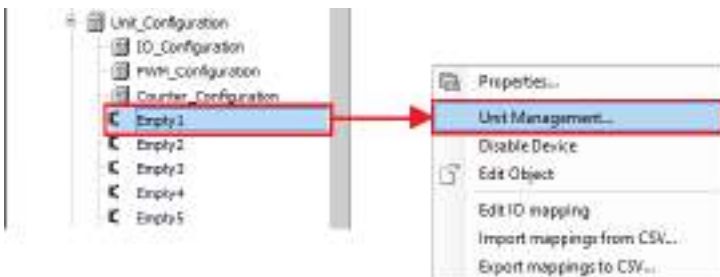 Unit_Configuration
IO_Configuration
PWM_Configuration
Counter_Configuration
Empty1
Empty2
Empty3
Empty4
Empty5
Properties...
Unit Management...
Disable Device
Edit Object
Edit IO mapping
Import mappings from CSV...
Export mappings to CSV...